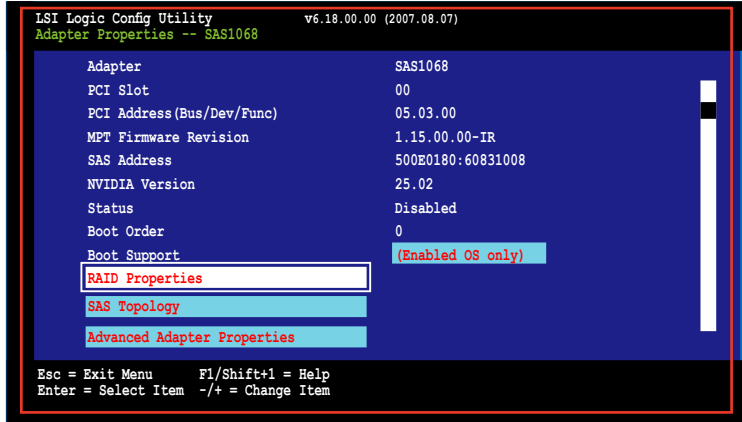 LSI Logic Config Utility v6.18.00.00 (2007.08.07)
Adapter Properties -- SAS1068
Adapter SAS1068
PCI Slot 00
PCI Address(Bus/Dev/Func) 05.03.00
MPT Firmware Revision 1.15.00.00-IR
SAS Address 500E0180:60831008
NVIDIA Version 25.02
Status Disabled
Boot Order 0
Boot Support (Enabled OS only)
RAID Properties
SAS Topology
Advanced Adapter Properties
Esc = Exit Menu F1/Shift+1 = Help
Enter = Select Item -/+ = Change Item